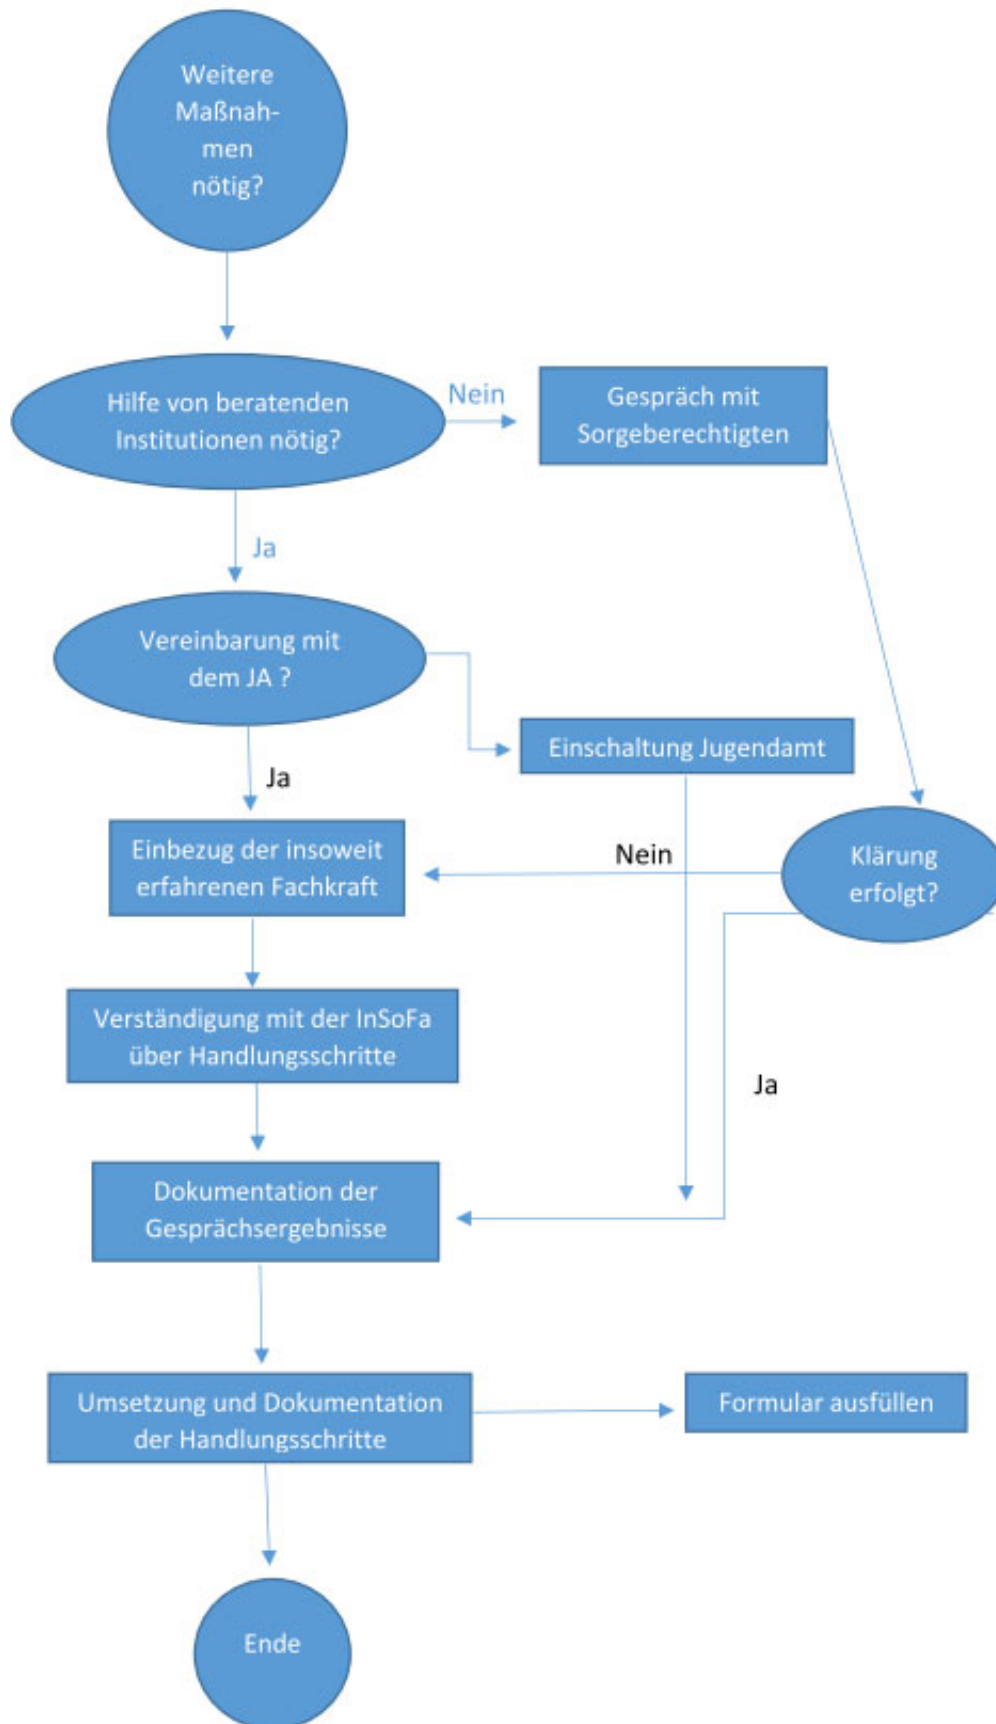 Weitere
Maßnah-
men
nötig?
Hilfe von beratenden
Institutionen nötig?
Nein
Gespräch mit
Sorgeberechtigten
Ja
Vereinbarung mit
dem JA ?
Einschaltung Jugendamt
Ja
Einbezug der insoweit
erfahrenen Fachkraft
Nein
Klärung
erfolgt?
Verständigung mit der InSoFa
über Handlungsschritte
Ja
Dokumentation der
Gesprächsergebnisse
Umsetzung und Dokumentation
der Handlungsschritte
Formular ausfüllen
Ende